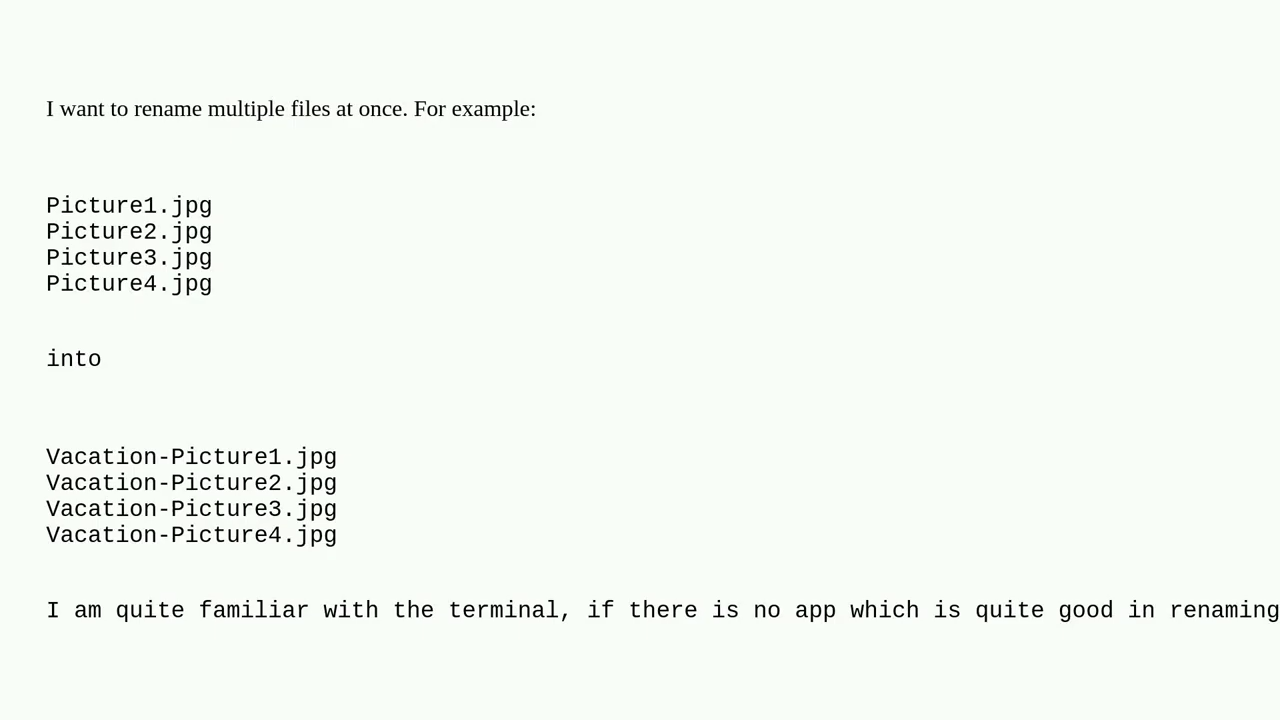 I want to rename multiple files at once. For example:
Picture1.jpg
Picture2.jpg
Picture3.jpg
Picture4.jpg
into
Vacation-Picture1.jpg
Vacation-Picture2.jpg
Vacation-Picture3.jpg
Vacation-Picture4.jpg
I am quite familiar with the terminal, if there is no app which is quite good in renaming